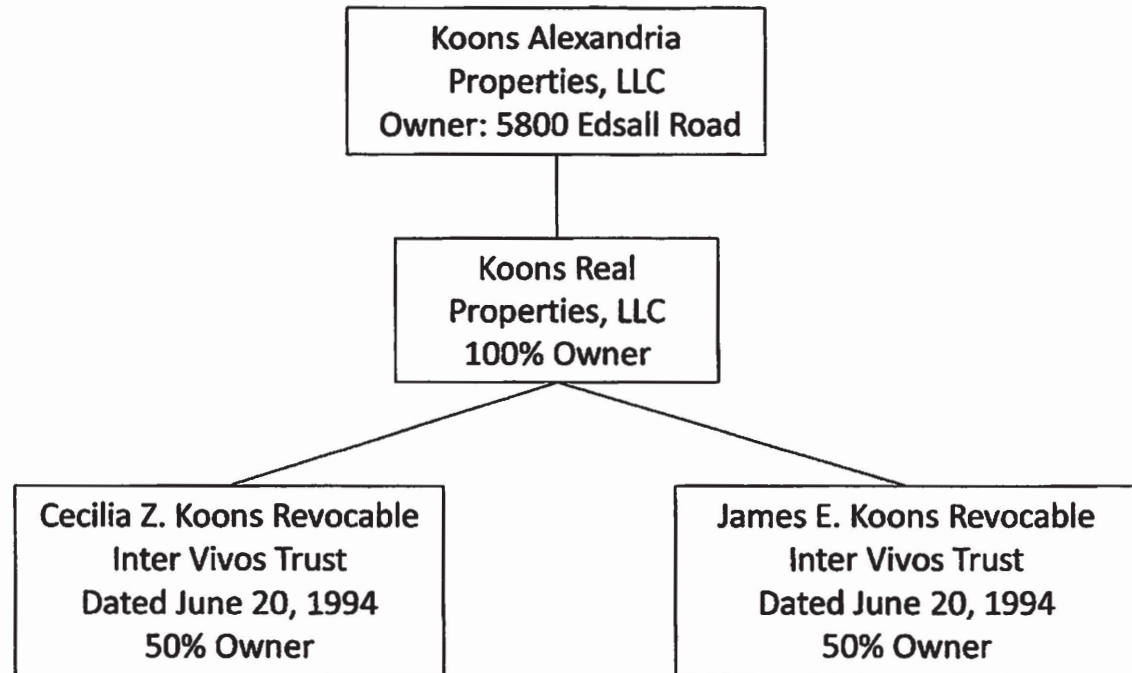 Koons Alexandria
Properties, LLC
Owner: 5800 Edsall Road
Koons Real
Properties, LLC
100% Owner
Cecilia Z. Koons Revocable
Inter Vivos Trust
Dated June 20, 1994
50% Owner
James E. Koons Revocable
Inter Vivos Trust
Dated June 20, 1994
50% Owner